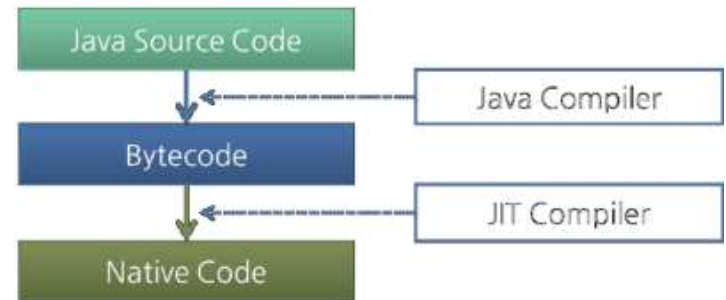 Java Source Code
Java Compiler
Bytecode
JIT Compiler
Native Code